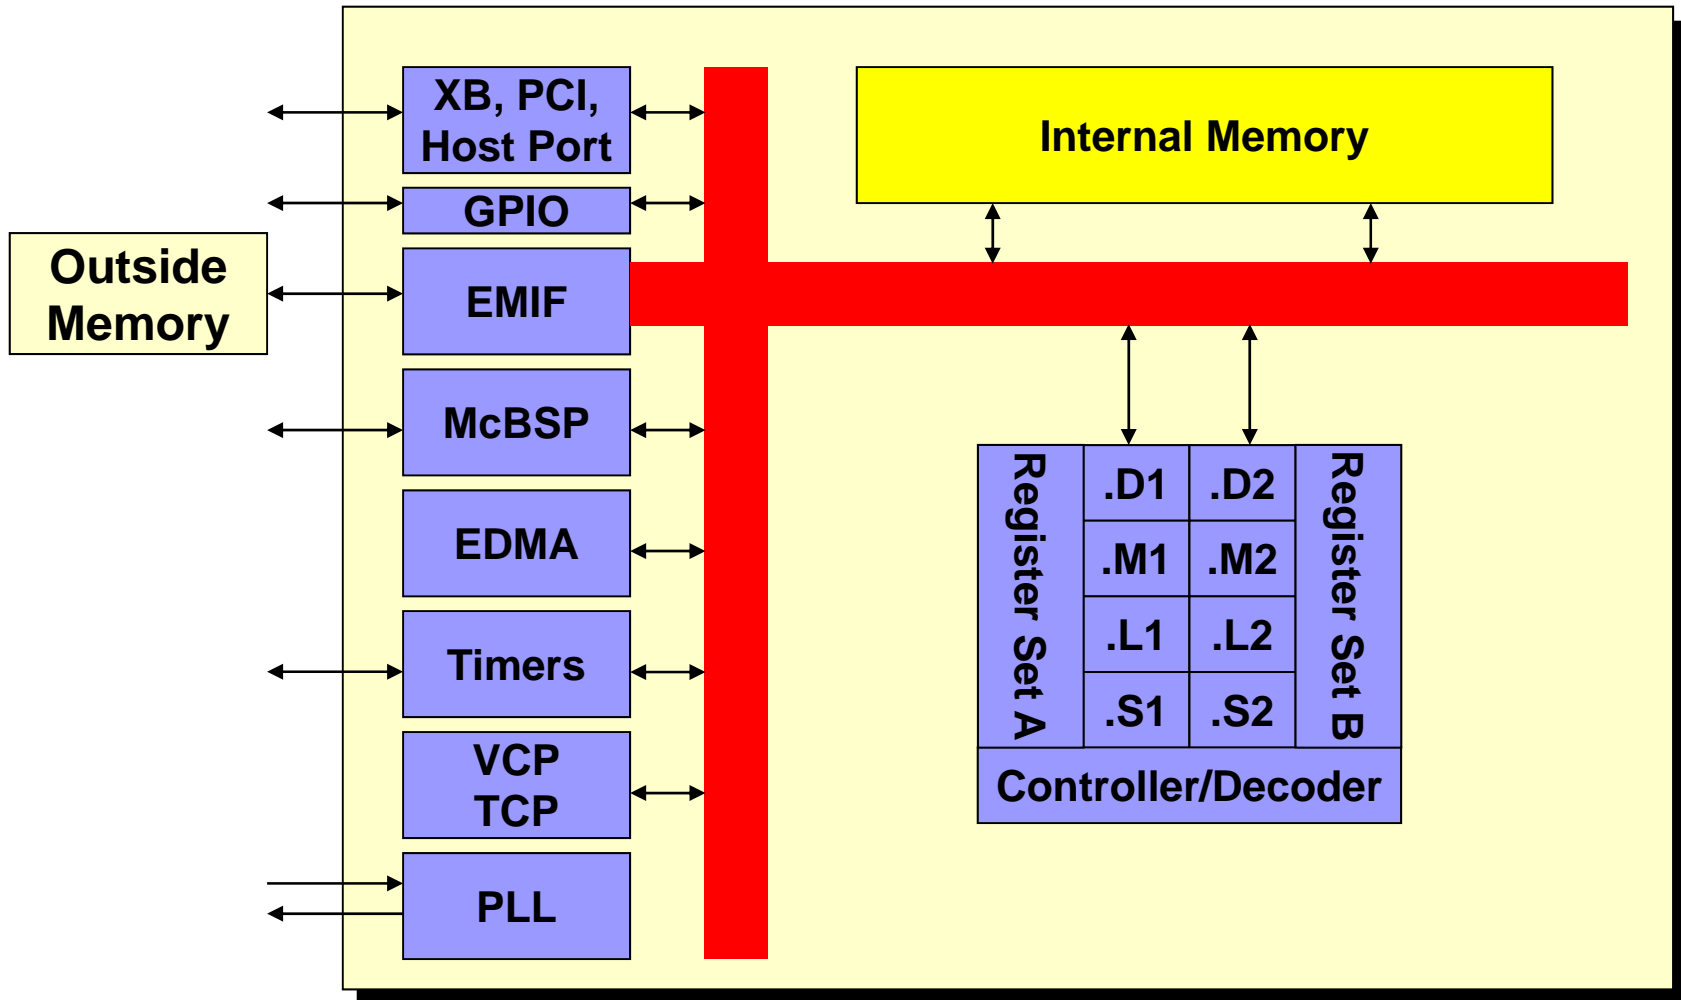 XB, PCI,
Host Port
GPIO
Outside
Memory
EMIF
McBSP
EDMA
Timers
VCP
TCP
PLL
Internal Memory
Register Set A
.D1
.D2
.M1
.M2
.L1
.L2
.S1
.S2
Register Set B
Controller/Decoder